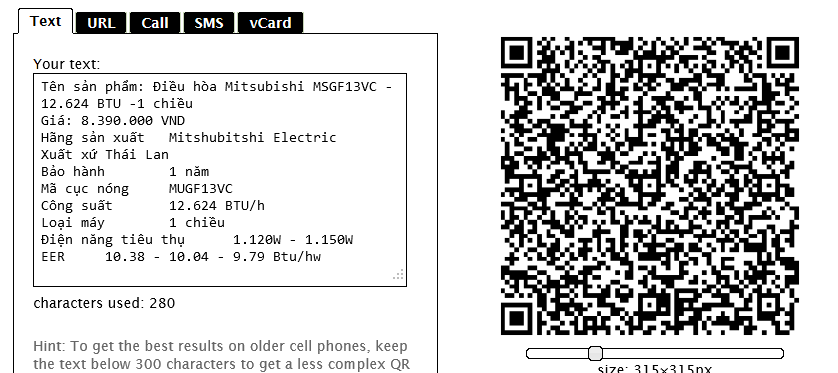 Text URL Call SMS vCard
Your text:
Tên sản phẩm: Điều hòa Mitsubishi MSGF13VC -
12.624 BTU -1 chiều
Giá: 8.390.000 VND
Hãng sản xuất Mitshubitshi Electric
Xuất xứ Thái Lan
Bảo hành 1 năm
Mã cục nóng MUGF13VC
Công suất 12.624 BTU/h
Loại máy 1 chiều
Điện năng tiêu thụ 1.120W - 1.150W
EER 10.38 - 10.04 - 9.79 Btu/hw
characters used: 280
Hint: To get the best results on older cell phones, keep
the text below 300 characters to get a less complex QR
size: 315x315px